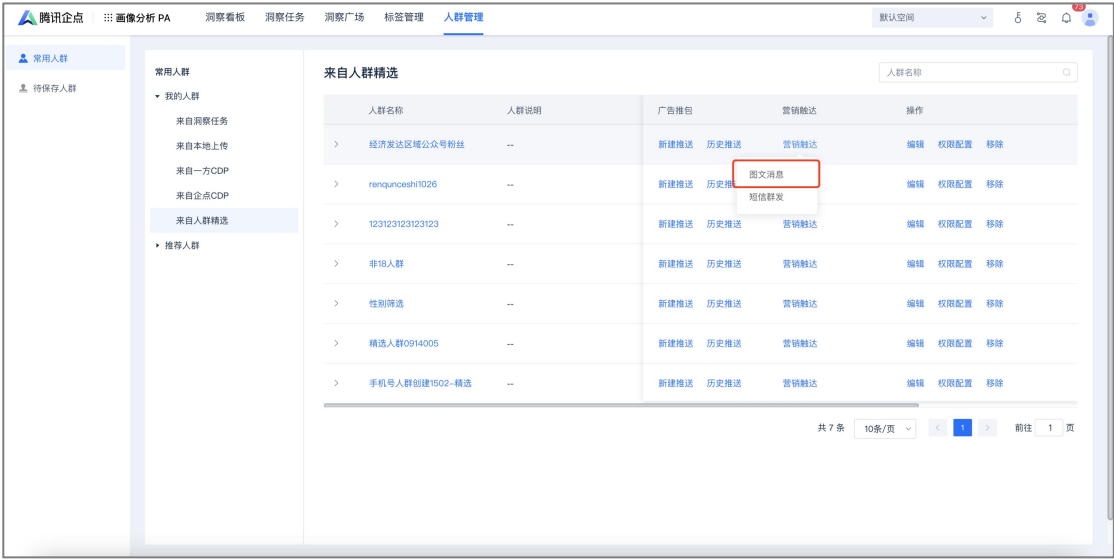 腾讯企点 画像分析 PA 洞察看板 洞察任务 洞察广场 标签管理 人群管理 默认空间 73
常用人群
待保存人群
常用人群
我的人群
来自洞察任务
来自本地上传
来自一方CDP
来自企点CDP
来自人群精选
推荐人群
来自人群精选 人群名称
人群名称 人群说明 广告推包 营销触达 操作
经济发达区域公众号粉丝 -- 新建推送 历史推送 营销触达 编辑 权限配置 移除
图文消息
短信群发
renqunceshi1026 -- 新建推送 历史推 编辑 权限配置 移除
123123123123123 -- 新建推送 历史推送 营销触达 编辑 权限配置 移除
非18人群 -- 新建推送 历史推送 营销触达 编辑 权限配置 移除
性别筛选 -- 新建推送 历史推送 营销触达 编辑 权限配置 移除
精选人群0914005 -- 新建推送 历史推送 营销触达 编辑 权限配置 移除
手机号人群创建1502-精选 -- 新建推送 历史推送 营销触达 编辑 权限配置 移除
共 7 条 10条/页 < 1 > 前往 1 页